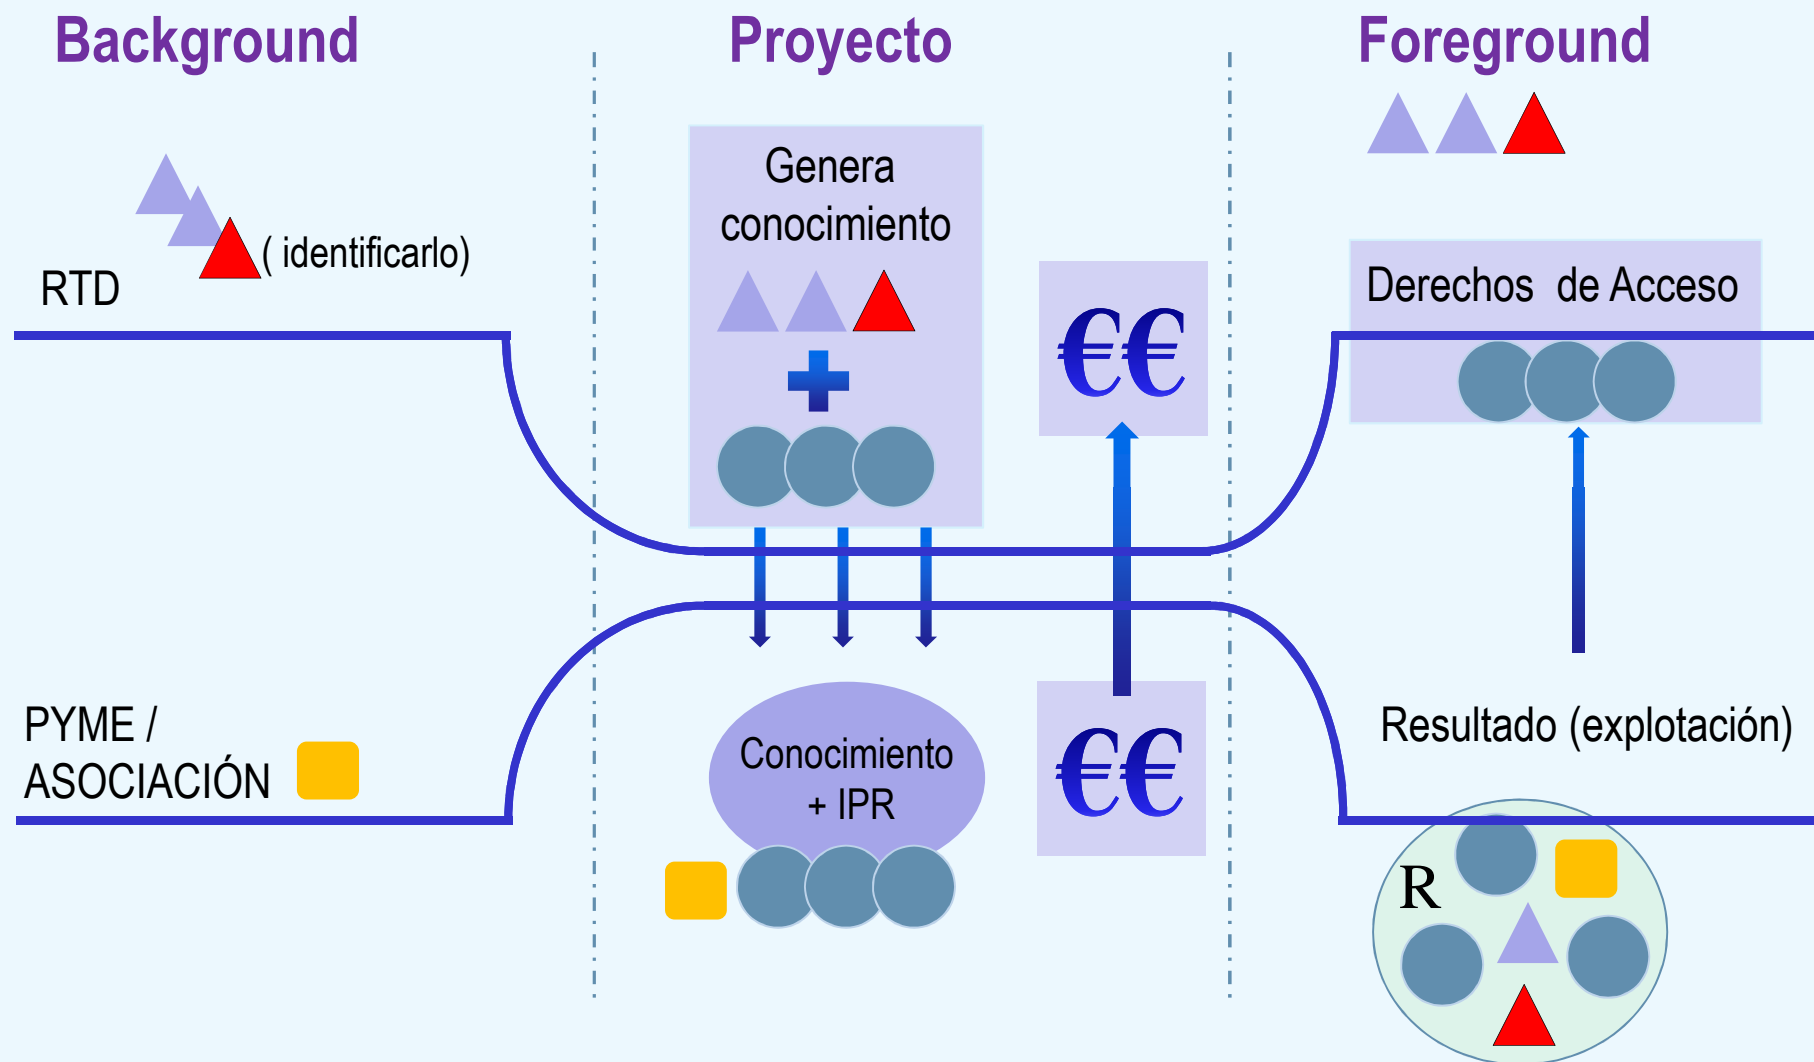 Background
Proyecto
Foreground
( identificarlo)
RTD
Genera
conocimiento
€€
Derechos de Acceso
PYME /
ASOCIACIÓN
Conocimiento
+ IPR
€€
Resultado (explotación)
R